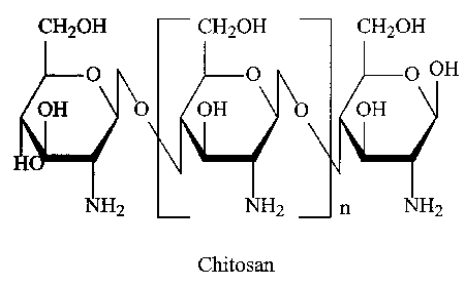 CH₂OH CH₂OH CH₂OH
O O O OH
OH O OH O OH
HO
NH₂ NH₂ n NH₂
Chitosan